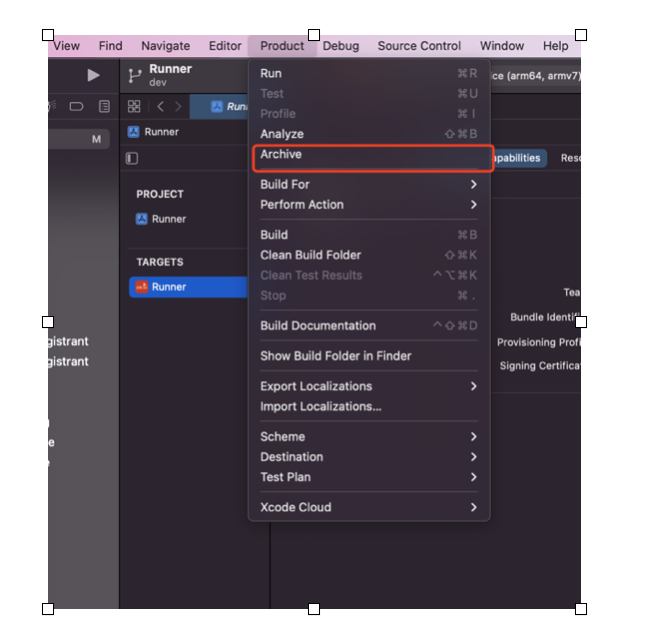 View Find Navigate Editor Product Debug Source Control Window Help
Runner
dev
ice (arm64, armv7)
Run ⌘R
Test ⌘U
Profile ⌘I
Analyze ⇧⌘B
Archive
Build For
Perform Action
Build ⌘B
Clean Build Folder ⇧⌘K
Clean Test Results ^⌥⌘K
Stop ⌘.
Build Documentation ^⇧⌘D
Show Build Folder in Finder
Export Localizations
Import Localizations...
Scheme
Destination
Test Plan
Xcode Cloud
Run
M
Runner
PROJECT
Runner
TARGETS
Runner
gistrant
gistrant
e
apabilities Reso
Tea
Bundle Identifi
Provisioning Profi
Signing Certifica